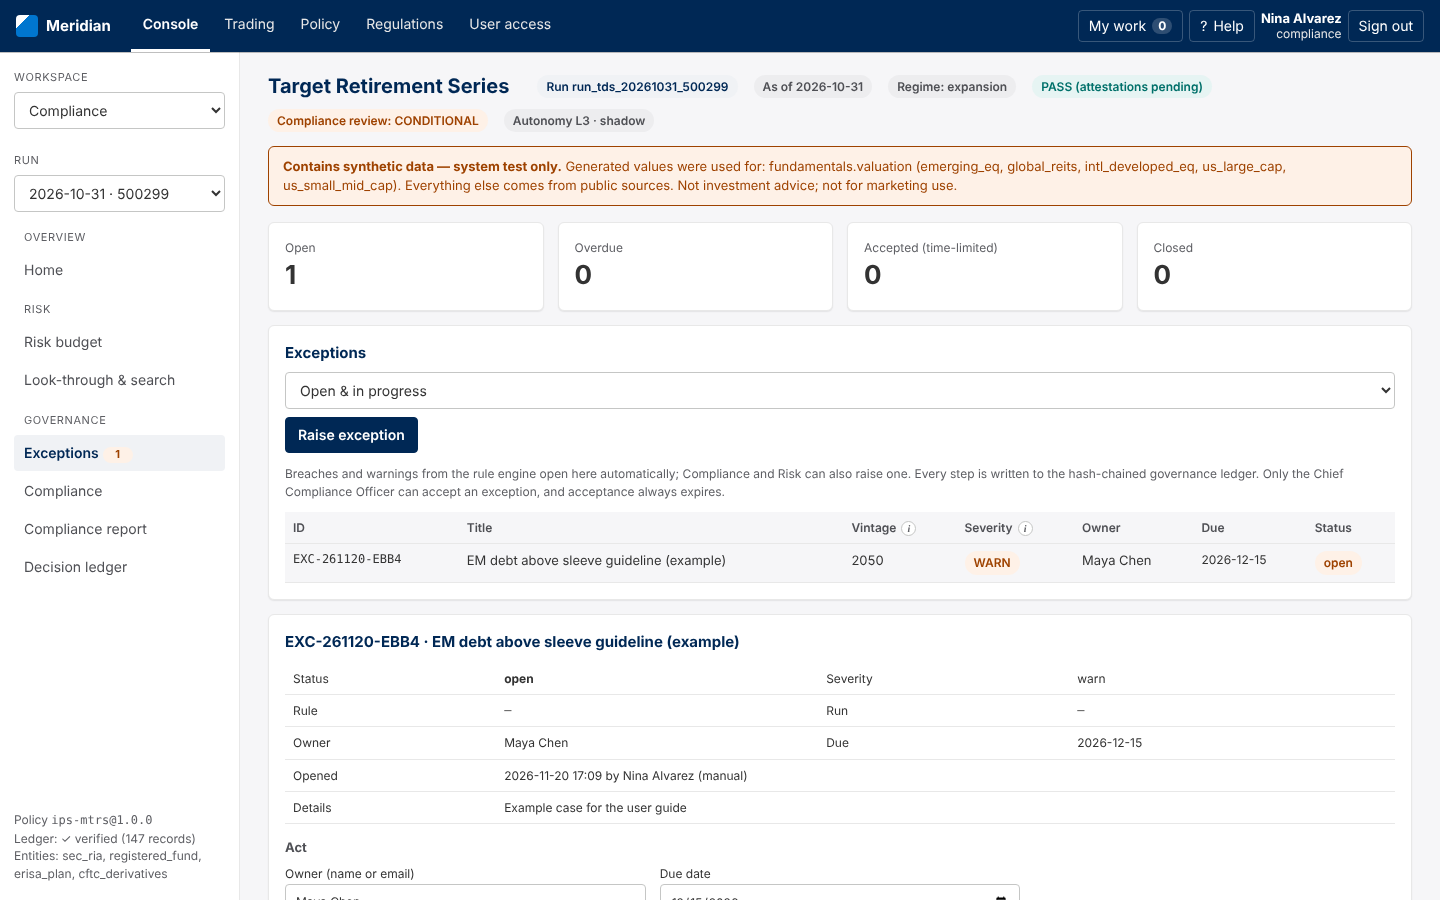 Meridian
Console
Trading
Policy
Regulations
User access
My work 0
? Help
Nina Alvarez
compliance
Sign out
WORKSPACE
Compliance
RUN
2026-10-31 · 500299
OVERVIEW
Home
RISK
Risk budget
Look-through & search
GOVERNANCE
Exceptions 1
Compliance
Compliance report
Decision ledger
Policy ips-mtrs@1.0.0
Ledger: ✓ verified (147 records)
Entities: sec_ria, registered_fund,
erisa_plan, cftc_derivatives
Target Retirement Series
Run run_tds_20261031_500299
As of 2026-10-31
Regime: expansion
PASS (attestations pending)
Compliance review: CONDITIONAL
Autonomy L3 · shadow
Contains synthetic data — system test only. Generated values were used for: fundamentals.valuation (emerging_eq, global_reits, intl_developed_eq, us_large_cap,
us_small_mid_cap). Everything else comes from public sources. Not investment advice; not for marketing use.
Open
1
Overdue
0
Accepted (time-limited)
0
Closed
0
Exceptions
Open & in progress
Raise exception
Breaches and warnings from the rule engine open here automatically; Compliance and Risk can also raise one. Every step is written to the hash-chained governance ledger. Only the Chief
Compliance Officer can accept an exception, and acceptance always expires.
ID Title Vintage i Severity i Owner Due Status
EXC-261120-EBB4 EM debt above sleeve guideline (example) 2050 WARN Maya Chen 2026-12-15 open
EXC-261120-EBB4 · EM debt above sleeve guideline (example)
Status open Severity warn
Rule — Run —
Owner Maya Chen Due 2026-12-15
Opened 2026-11-20 17:09 by Nina Alvarez (manual)
Details Example case for the user guide
Act
Owner (name or email) Due date
Maya Chen 12/15/2026